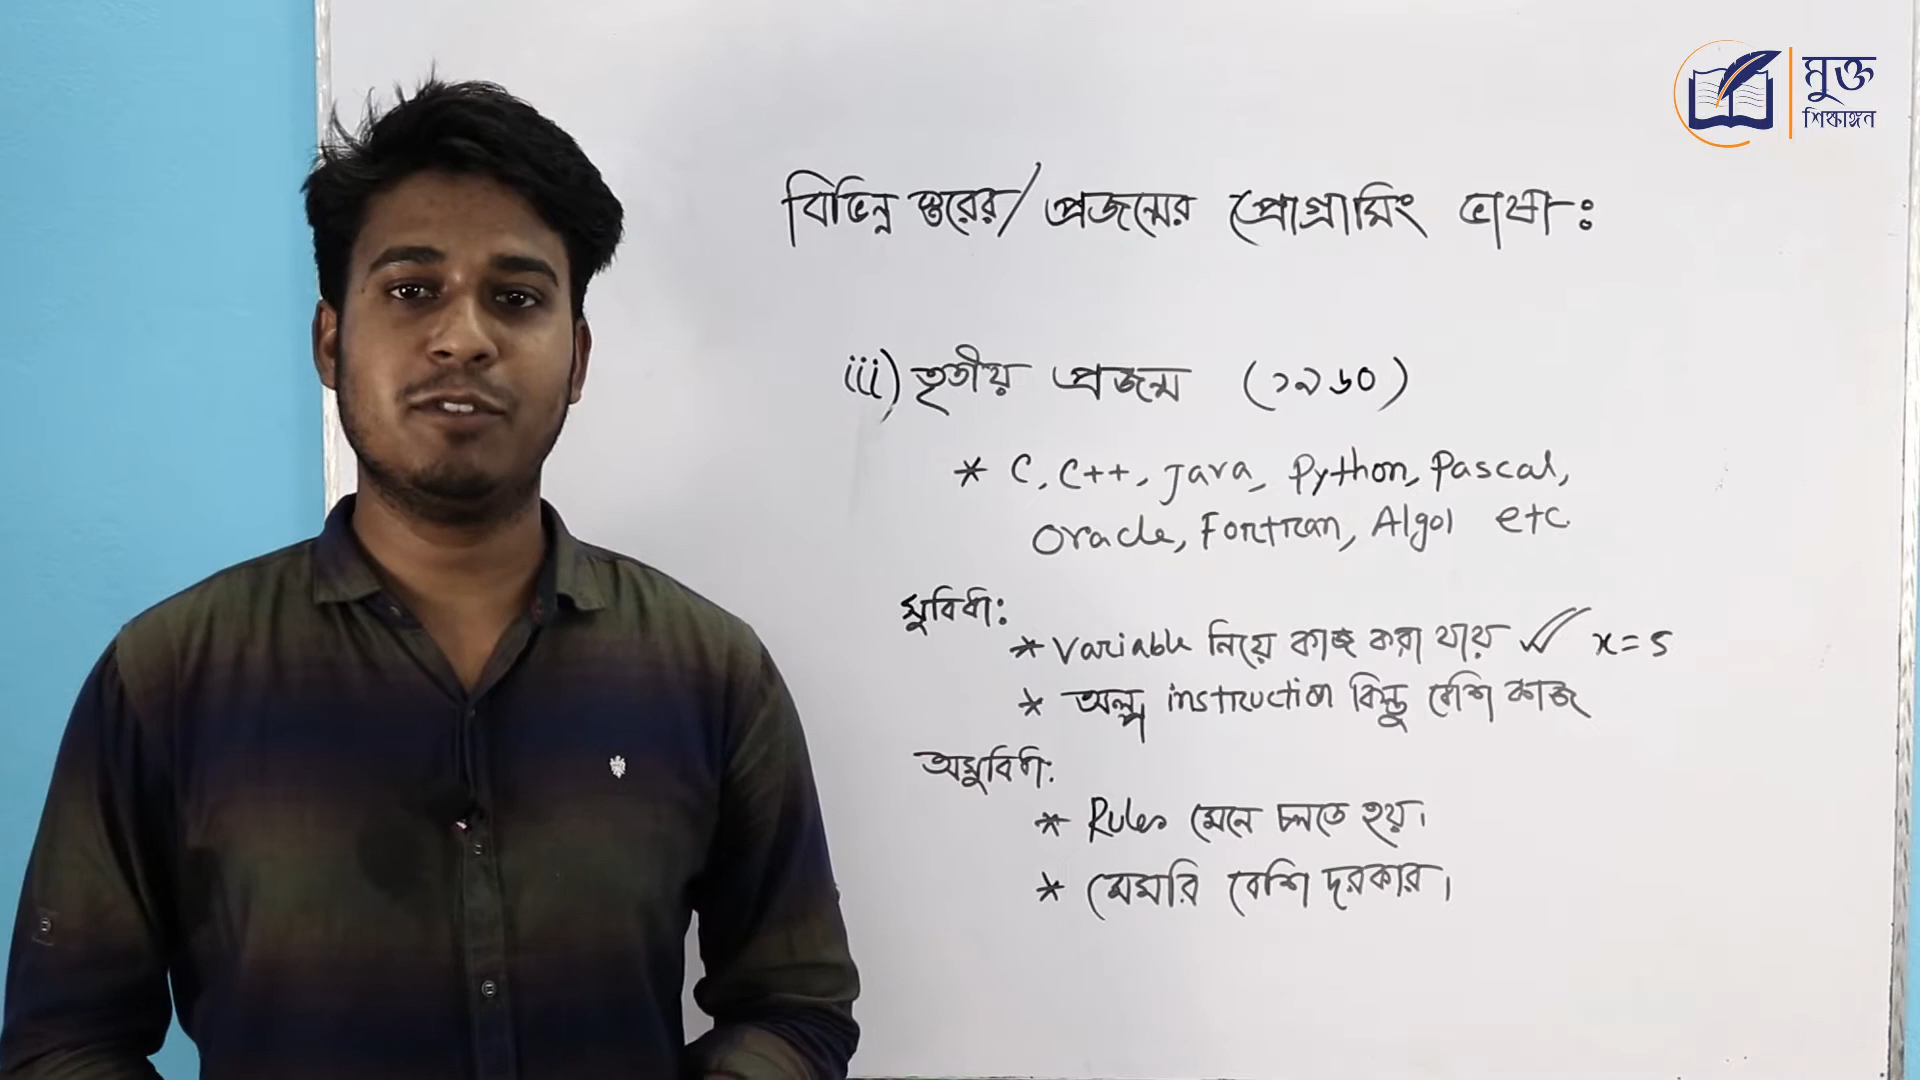 মুক্ত
শিক্ষাঙ্গন
বিভিন্ন স্তরের/প্রজন্মের প্রোগ্রামিং ভাষা:
iii) তৃতীয় প্রজন্ম (১৯৬০)
* C, C++, Java, Python, Pascal,
Oracle, Fortran, Algol etc
সুবিধা:
* Variable নিয়ে কাজ করা যায় ✓✓ x=5
* অল্প instruction কিন্তু বেশি কাজ
অসুবিধা:
* Rules মেনে চলতে হয়।
* মেমরি বেশি দরকার।